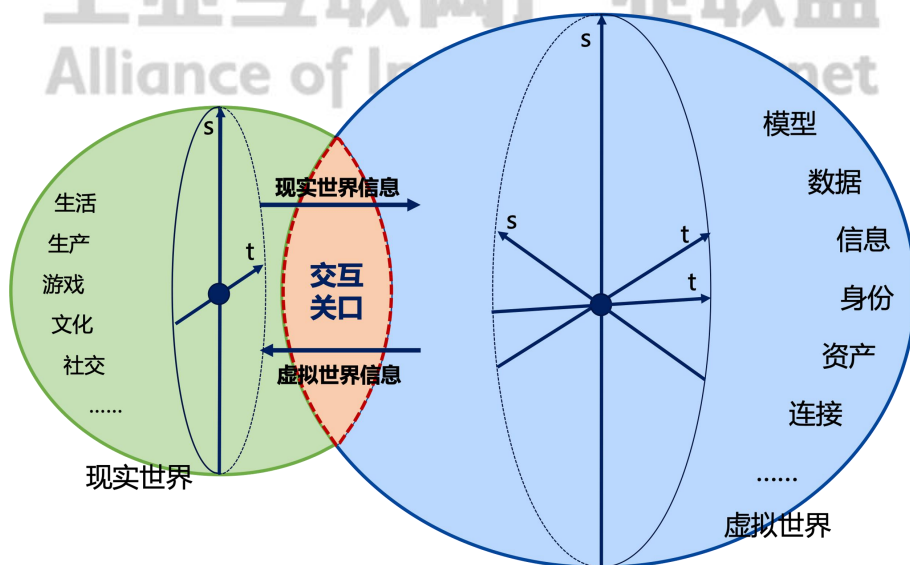 Alliance of In
net
s
s
模型
数据
现实世界信息
生活
s
t
信息
生产
t
t
游戏
交互
关口
身份
文化
资产
社交
虚拟世界信息
连接
……
现实世界
……
虚拟世界